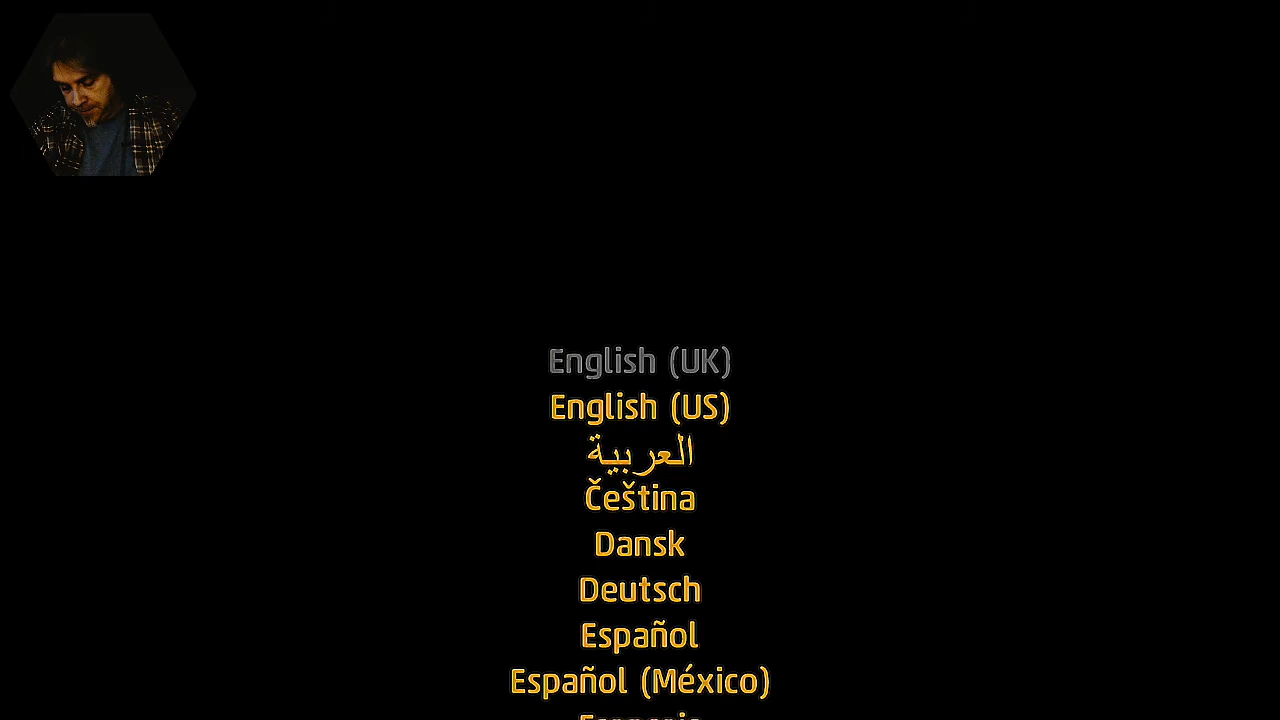 English (UK)
English (US)
العربية
Čeština
Dansk
Deutsch
Español
Español (México)